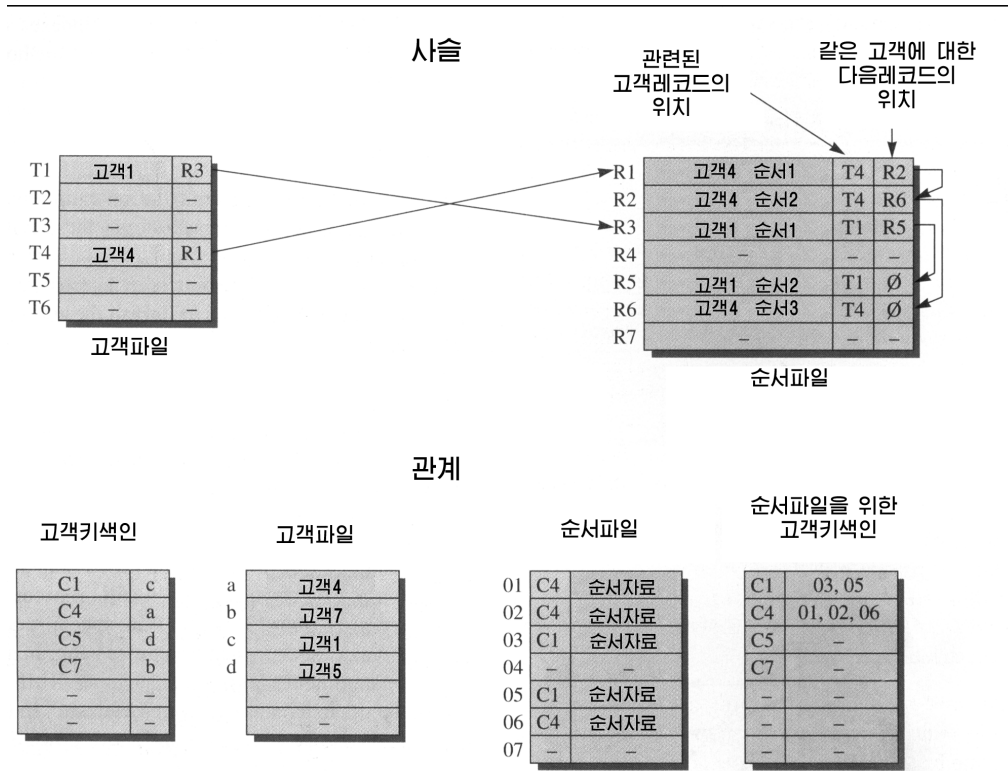 사슬
관련된
고객레코드의
위치
같은 고객에 대한
다음레코드의
위치
T1 고객1 R3
T2 – –
T3 – –
T4 고객4 R1
T5 – –
T6 – –
고객파일
R1 고객4 순서1 T4 R2
R2 고객4 순서2 T4 R6
R3 고객1 순서1 T1 R5
R4 – – –
R5 고객1 순서2 T1 Ø
R6 고객4 순서3 T4 Ø
R7 – – –
순서파일
관계
고객키색인
C1 c
C4 a
C5 d
C7 b
– –
– –
고객파일
a 고객4
b 고객7
c 고객1
d 고객5
–
–
순서파일
01 C4 순서자료
02 C4 순서자료
03 C1 순서자료
04 – –
05 C1 순서자료
06 C4 순서자료
07 – –
순서파일을 위한
고객키색인
C1 03, 05
C4 01, 02, 06
C5 –
C7 –
– –
– –
– –